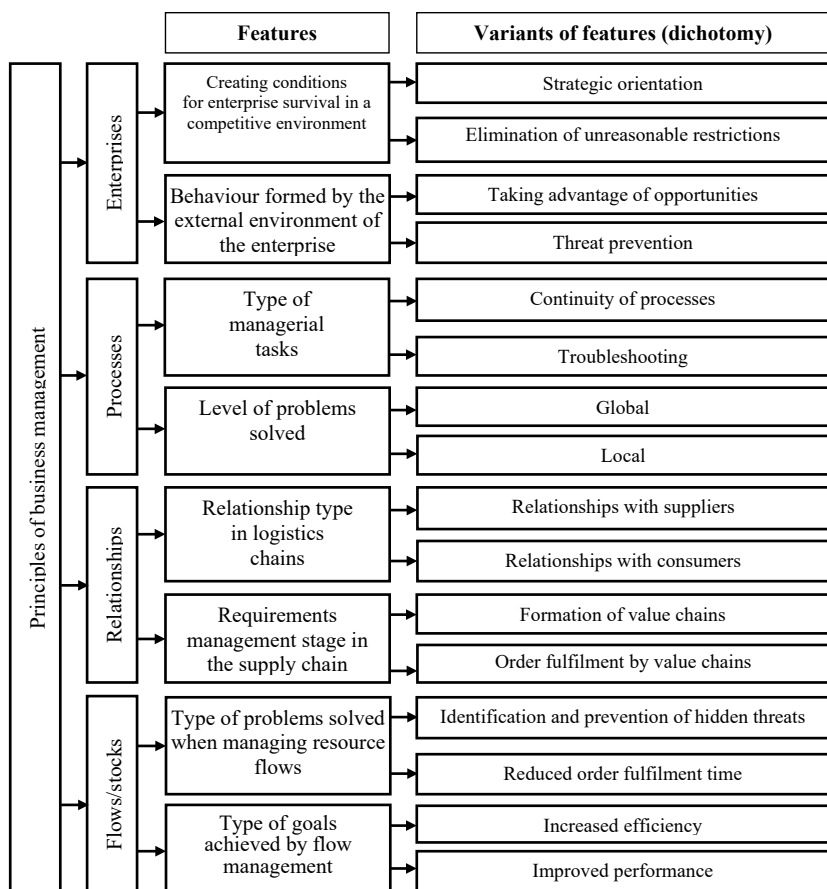 Features
Variants of features (dichotomy)
Principles of business management
Enterprises
Creating conditions
for enterprise survival in a
competitive environment
Strategic orientation
Elimination of unreasonable restrictions
Behaviour formed by the
external environment of
the enterprise
Taking advantage of opportunities
Threat prevention
Processes
Type of
managerial
tasks
Continuity of processes
Troubleshooting
Level of problems
solved
Global
Local
Relationships
Relationship type
in logistics
chains
Relationships with suppliers
Relationships with consumers
Requirements
management stage in
the supply chain
Formation of value chains
Order fulfilment by value chains
Flows/stocks
Type of problems solved
when managing resource
flows
Identification and prevention of hidden threats
Reduced order fulfilment time
Type of goals
achieved by flow
management
Increased efficiency
Improved performance